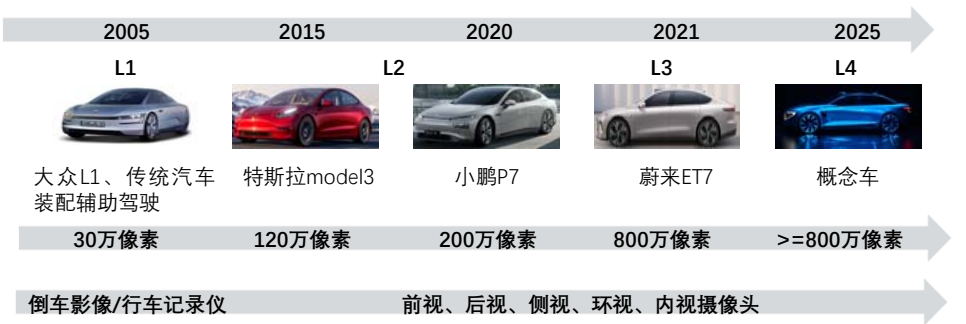 2005 2015 2020 2021 2025
L1 L2 L3 L4
大众L1、传统汽车 特斯拉model3 小鹏P7 蔚来ET7 概念车
装配辅助驾驶
30万像素 120万像素 200万像素 800万像素 >=800万像素
倒车影像/行车记录仪 前视、后视、侧视、环视、内视摄像头